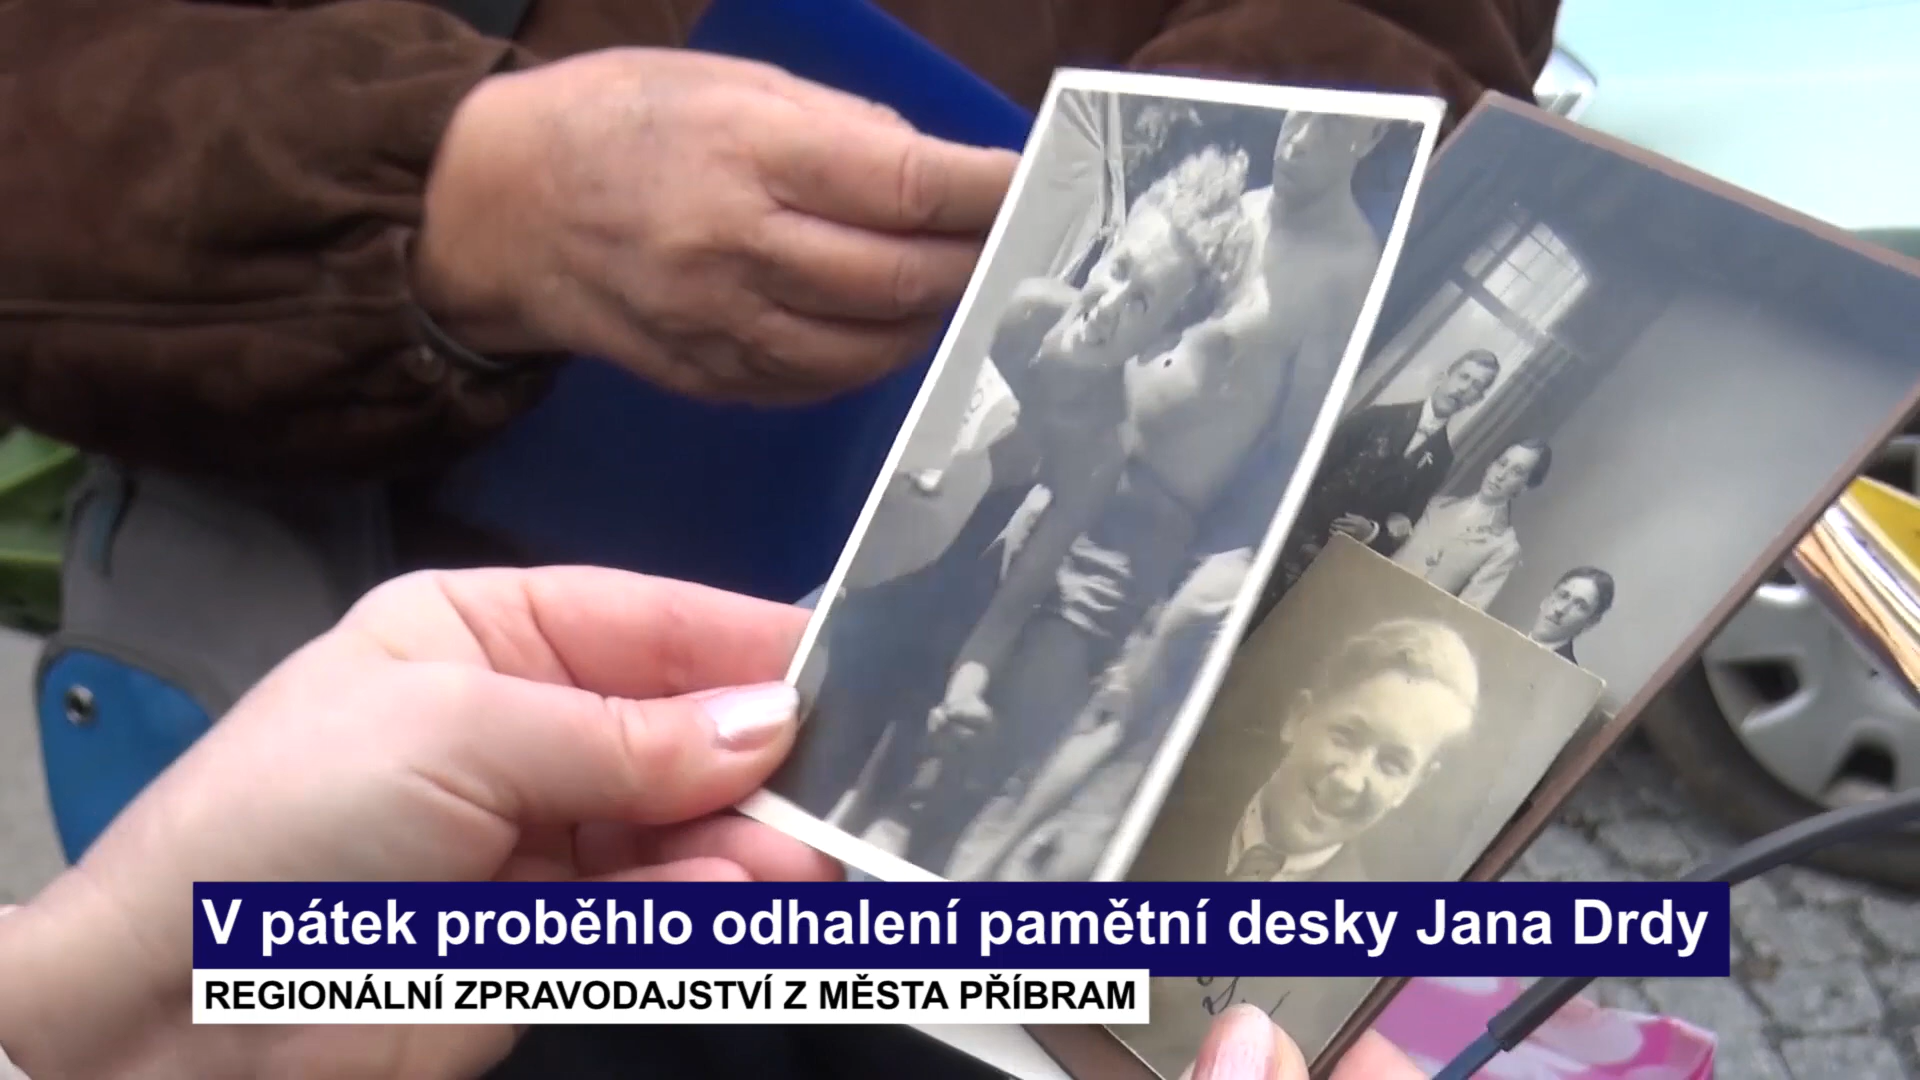 V pátek proběhlo odhalení pamětní desky Jana Drdy
REGIONÁLNÍ ZPRAVODAJSTVÍ Z MĚSTA PŘÍBRAM